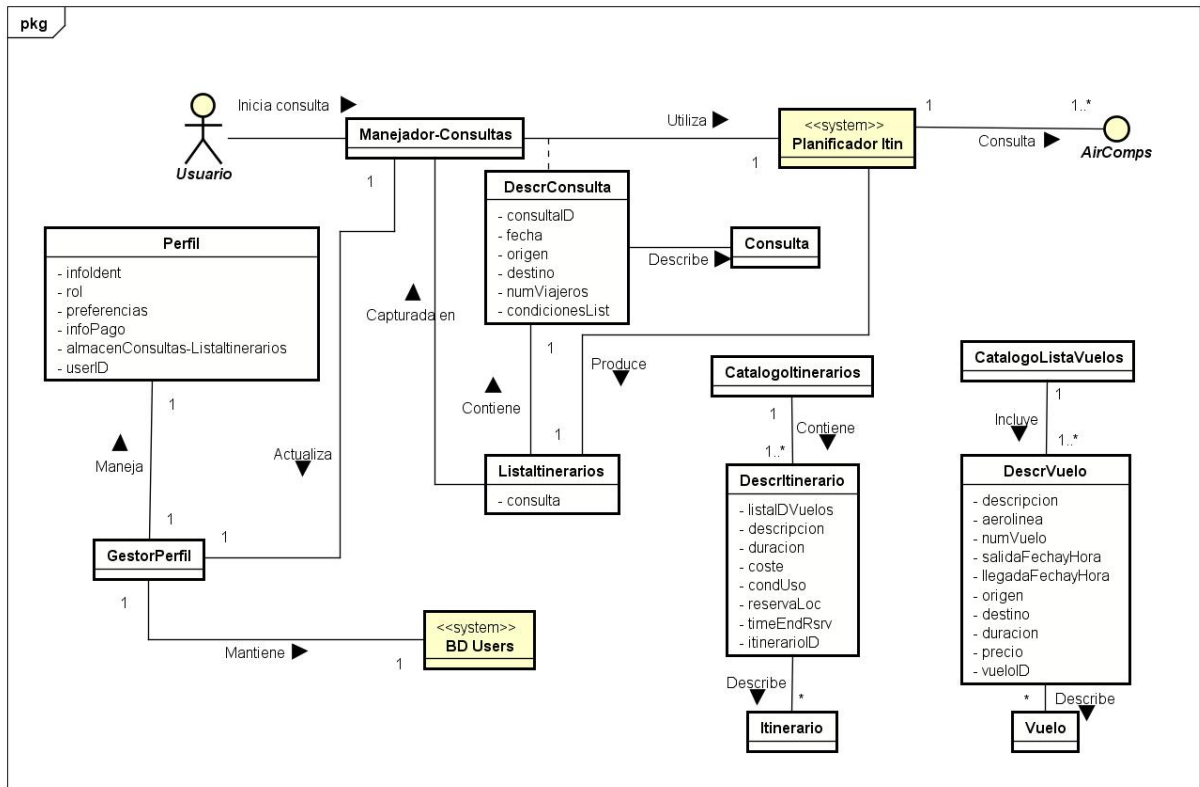 pkg
Inicia consulta
Usuario
Manejador-Consultas
Utiliza
<<system>>
Planificador Itin
1
1..*
Consulta
AirComps
1
1
DescrConsulta
- consultaID
- fecha
- origen
- destino
- numViajeros
- condicionesList
Describe
Consulta
Perfil
- infoIdent
- rol
- preferencias
- infoPago
- almacenConsultas-ListaItinerarios
- userID
Capturada en
1
Produce
1
Contiene
1
ListaItinerarios
- consulta
Maneja
Actualiza
1
1
GestorPerfil
1
Mantiene
1
<<system>>
BD Users
CatalogoItinerarios
1
Contiene
1..*
DescrItinerario
- listaIDVuelos
- descripcion
- duracion
- coste
- condUso
- reservaLoc
- timeEndRsrv
- itinerarioID
Describe
*
Itinerario
CatalogoListaVuelos
1
Incluye
1..*
DescrVuelo
- descripcion
- aerolinea
- numVuelo
- salidaFechayHora
- llegadaFechayHora
- origen
- destino
- duracion
- precio
- vueloID
*
Describe
Vuelo